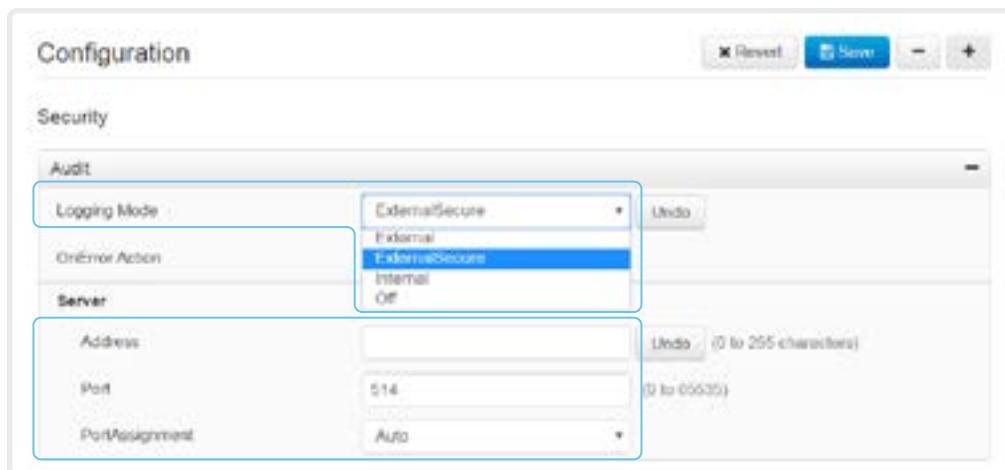 Configuration
Revert Save
Security
Audit
Logging Mode ExternalSecure Undo
External
OnError Action ExternalSecure
Internal
Server Off
Address Undo (0 to 255 characters)
Port 514 (0 to 65535)
PortAssignment Auto